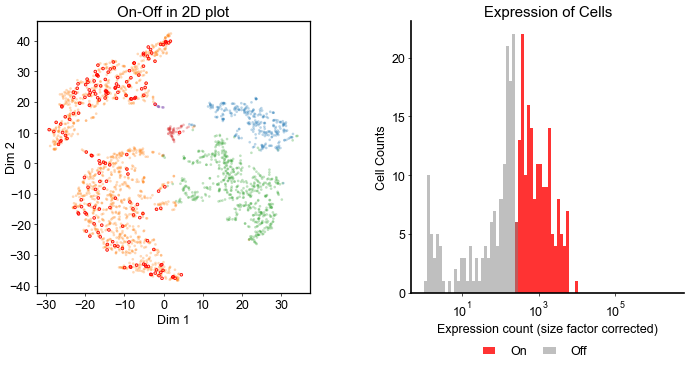 On-Off in 2D plot
Dim 2
40
30
20
10
0
−10
−20
−30
−40
−30 −20 −10 0 10 20 30
Dim 1
Expression of Cells
Cell Counts
20
15
10
5
0
10^1 10^3 10^5
Expression count (size factor corrected)
On Off